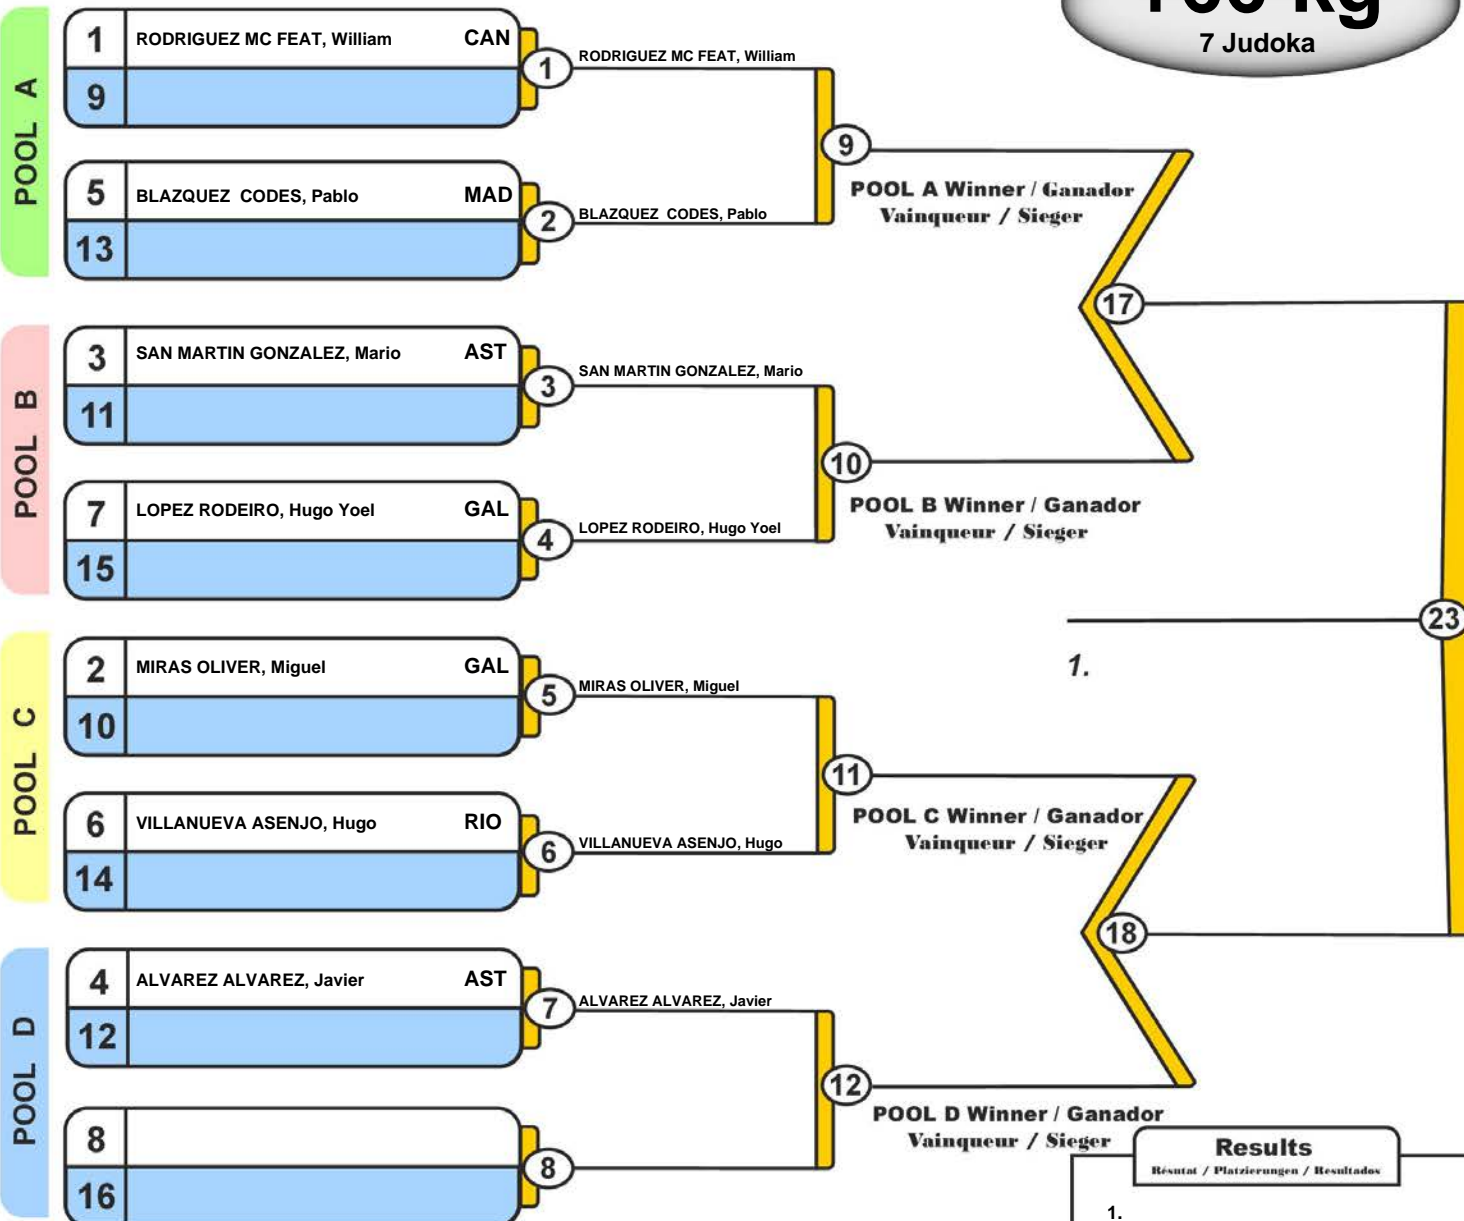 kg
7 Judoka
POOL A
1 RODRIGUEZ MC FEAT, William CAN
9
1
RODRIGUEZ MC FEAT, William
5 BLAZQUEZ CODES, Pablo MAD
13
2
BLAZQUEZ CODES, Pablo
9
POOL A Winner / Ganador
Vainqueur / Sieger
POOL B
3 SAN MARTIN GONZALEZ, Mario AST
11
3
SAN MARTIN GONZALEZ, Mario
7 LOPEZ RODEIRO, Hugo Yoel GAL
15
4
LOPEZ RODEIRO, Hugo Yoel
10
POOL B Winner / Ganador
Vainqueur / Sieger
17
23
1.
POOL C
2 MIRAS OLIVER, Miguel GAL
10
5
MIRAS OLIVER, Miguel
6 VILLANUEVA ASENJO, Hugo RIO
14
6
VILLANUEVA ASENJO, Hugo
11
POOL C Winner / Ganador
Vainqueur / Sieger
POOL D
4 ALVAREZ ALVAREZ, Javier AST
12
7
ALVAREZ ALVAREZ, Javier
8
16
8
12
POOL D Winner / Ganador
Vainqueur / Sieger
18
Results
Résutat / Platzierungen / Resultados
1.